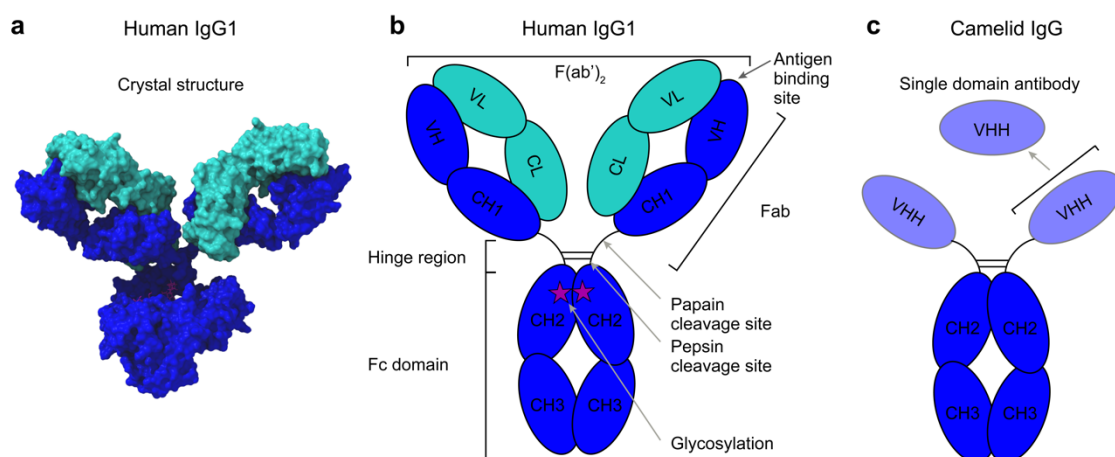 a
Human IgG1
Crystal structure
b
Human IgG1
F(ab’)2
Antigen
binding
site
VL
VH
CL
CH1
VL
VH
CL
CH1
Fab
Hinge region
Papain
cleavage site
Pepsin
cleavage site
CH2
CH2
Fc domain
CH3
CH3
Glycosylation
c
Camelid IgG
Single domain antibody
VHH
VHH
VHH
CH2
CH2
CH3
CH3